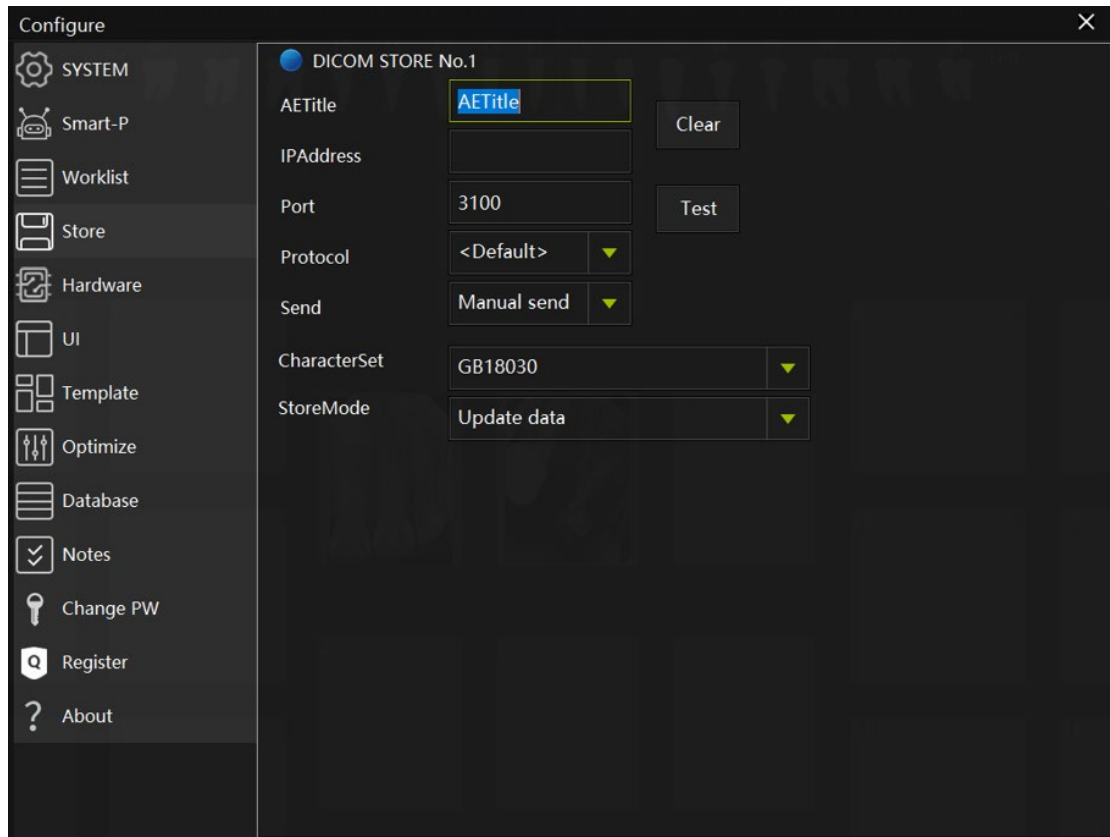 Configure
SYSTEM
Smart-P
Worklist
Store
Hardware
UI
Template
Optimize
Database
Notes
Change PW
Register
About
DICOM STORE No.1
AETitle AETitle
Clear
IPAddress
Port 3100
Test
Protocol <Default>
Send Manual send
CharacterSet GB18030
StoreMode Update data